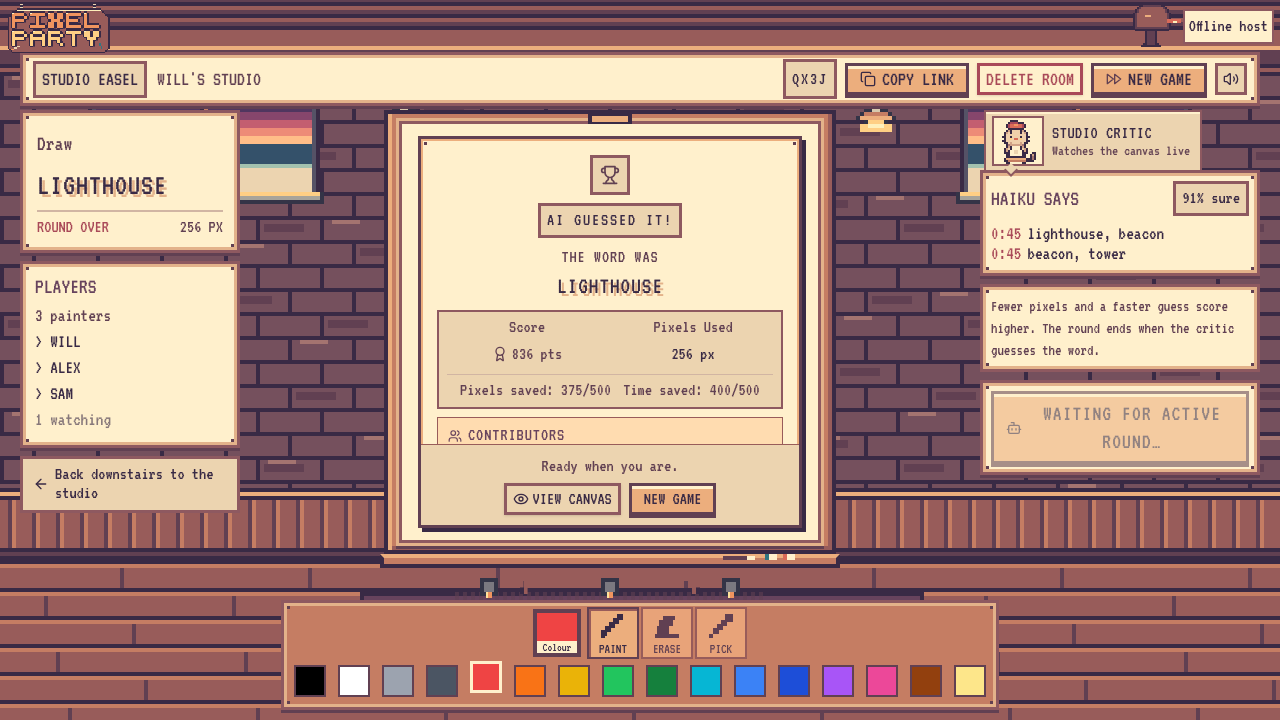 PIXEL
PARTY
Offline host
STUDIO EASEL
WILL'S STUDIO
QX3J
COPY LINK
DELETE ROOM
NEW GAME
Draw
LIGHTHOUSE
ROUND OVER
256 PX
PLAYERS
3 painters
WILL
ALEX
SAM
1 watching
Back downstairs to the
studio
AI GUESSED IT!
THE WORD WAS
LIGHTHOUSE
Score
Pixels Used
836 pts
256 px
Pixels saved: 375/500
Time saved: 400/500
CONTRIBUTORS
Ready when you are.
VIEW CANVAS
NEW GAME
STUDIO CRITIC
Watches the canvas live
HAIKU SAYS
91% sure
0:45 lighthouse, beacon
0:45 beacon, tower
Fewer pixels and a faster guess score
higher. The round ends when the critic
guesses the word.
WAITING FOR ACTIVE
ROUND…
Colour
PAINT
ERASE
PICK